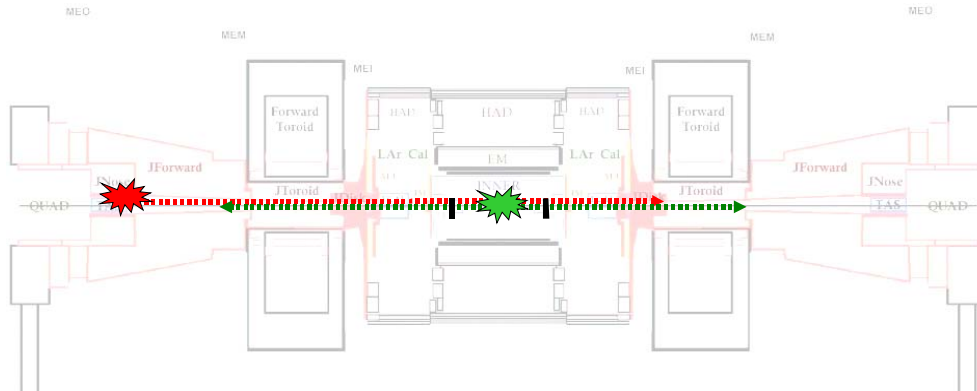 MEO
MEO
MEM
MEM
MEI
MEI
Forward
Toroid
HAD
HAD
HAD
Forward
Toroid
LAr Cal
EM
LAr Cal
JForward
JForward
JToroid
JToroid
JNose
QUAD
TAS
QUAD